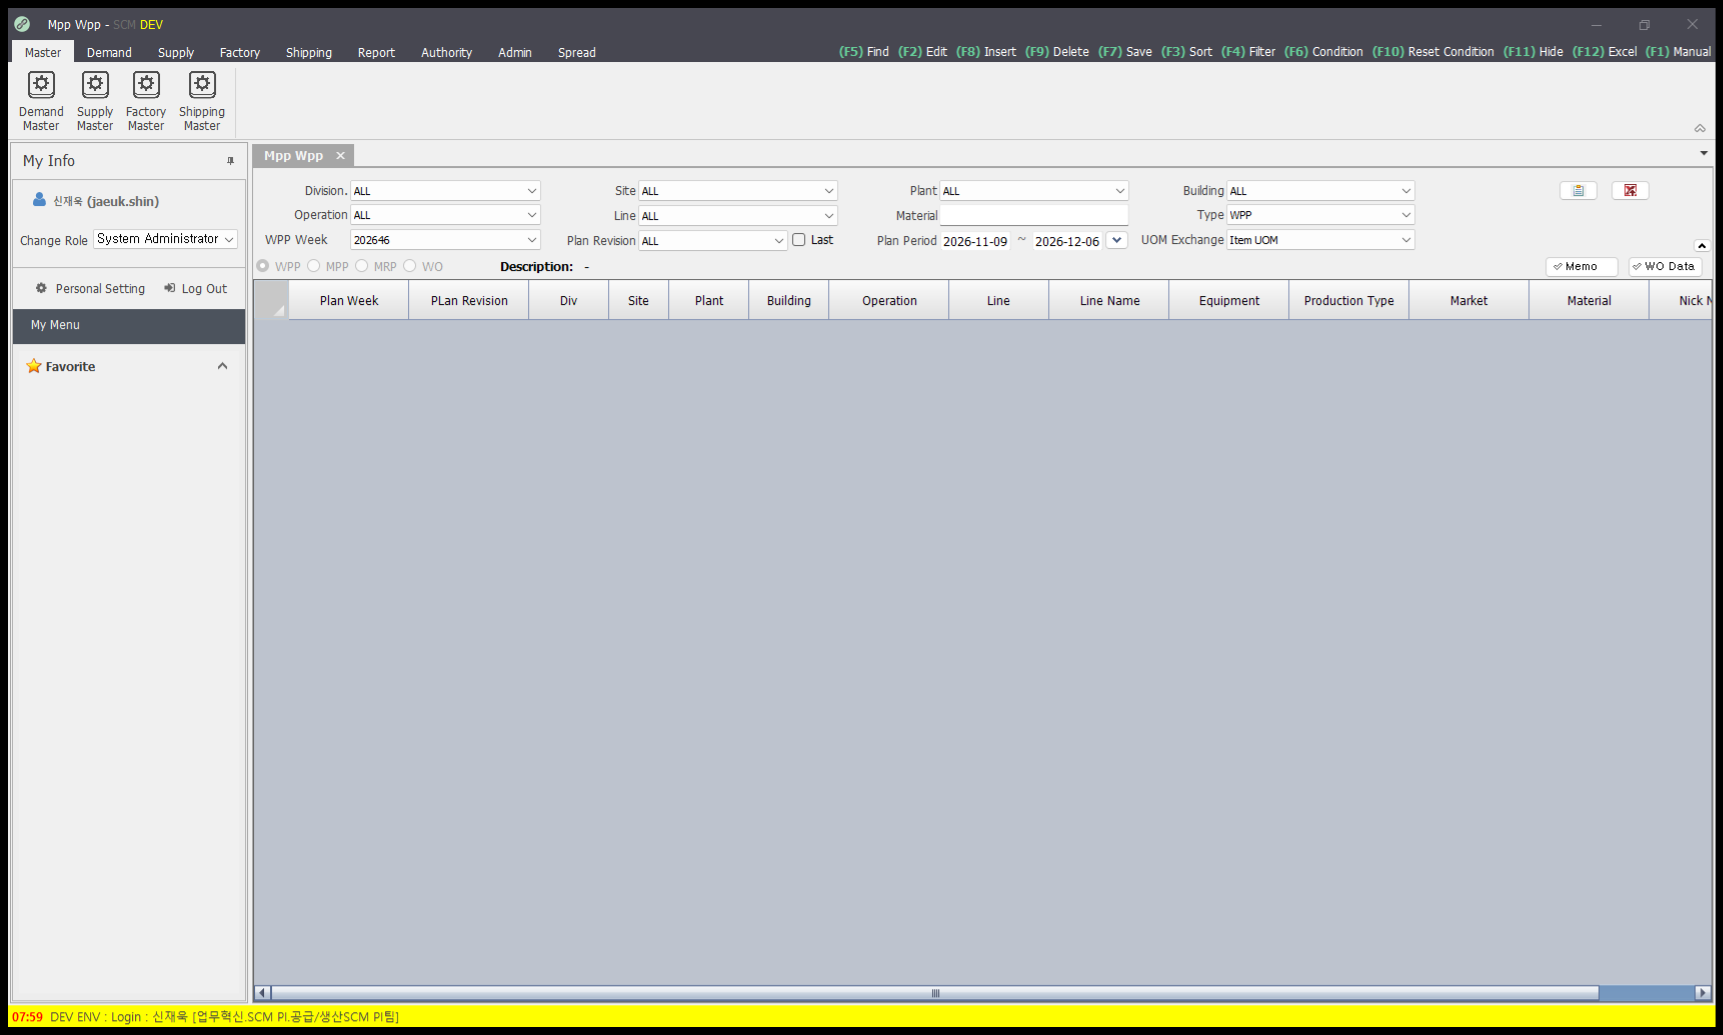 Mpp Wpp - SCM DEV
Master Demand Supply Factory Shipping Report Authority Admin Spread (F5) Find (F2) Edit (F8) Insert (F9) Delete (F7) Save (F3) Sort (F4) Filter (F6) Condition (F10) Reset Condition (F11) Hide (F12) Excel (F1) Manual
Demand Master Supply Master Factory Master Shipping Master
My Info
신재욱 (jaeuk.shin)
Change Role System Administrator
Personal Setting Log Out
My Menu
Favorite
Mpp Wpp
Division. ALL Site ALL Plant ALL Building ALL
Operation ALL Line ALL Material Type WPP
WPP Week 202646 Plan Revision ALL Last Plan Period 2026-11-09 ~ 2026-12-06 UOM Exchange Item UOM
WPP MPP MRP WO Description: - Memo WO Data
Plan Week PLan Revision Div Site Plant Building Operation Line Line Name Equipment Production Type Market Material Nick
07:59 DEV ENV : Login : 신재욱 [업무혁신.SCM PI.공급/생산SCM PI팀]